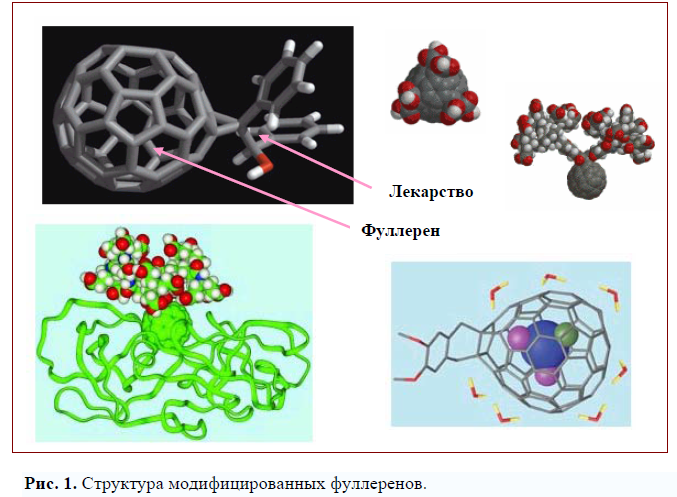 Лекарство
Фуллерен
Рис. 1. Структура модифицированных фуллеренов.